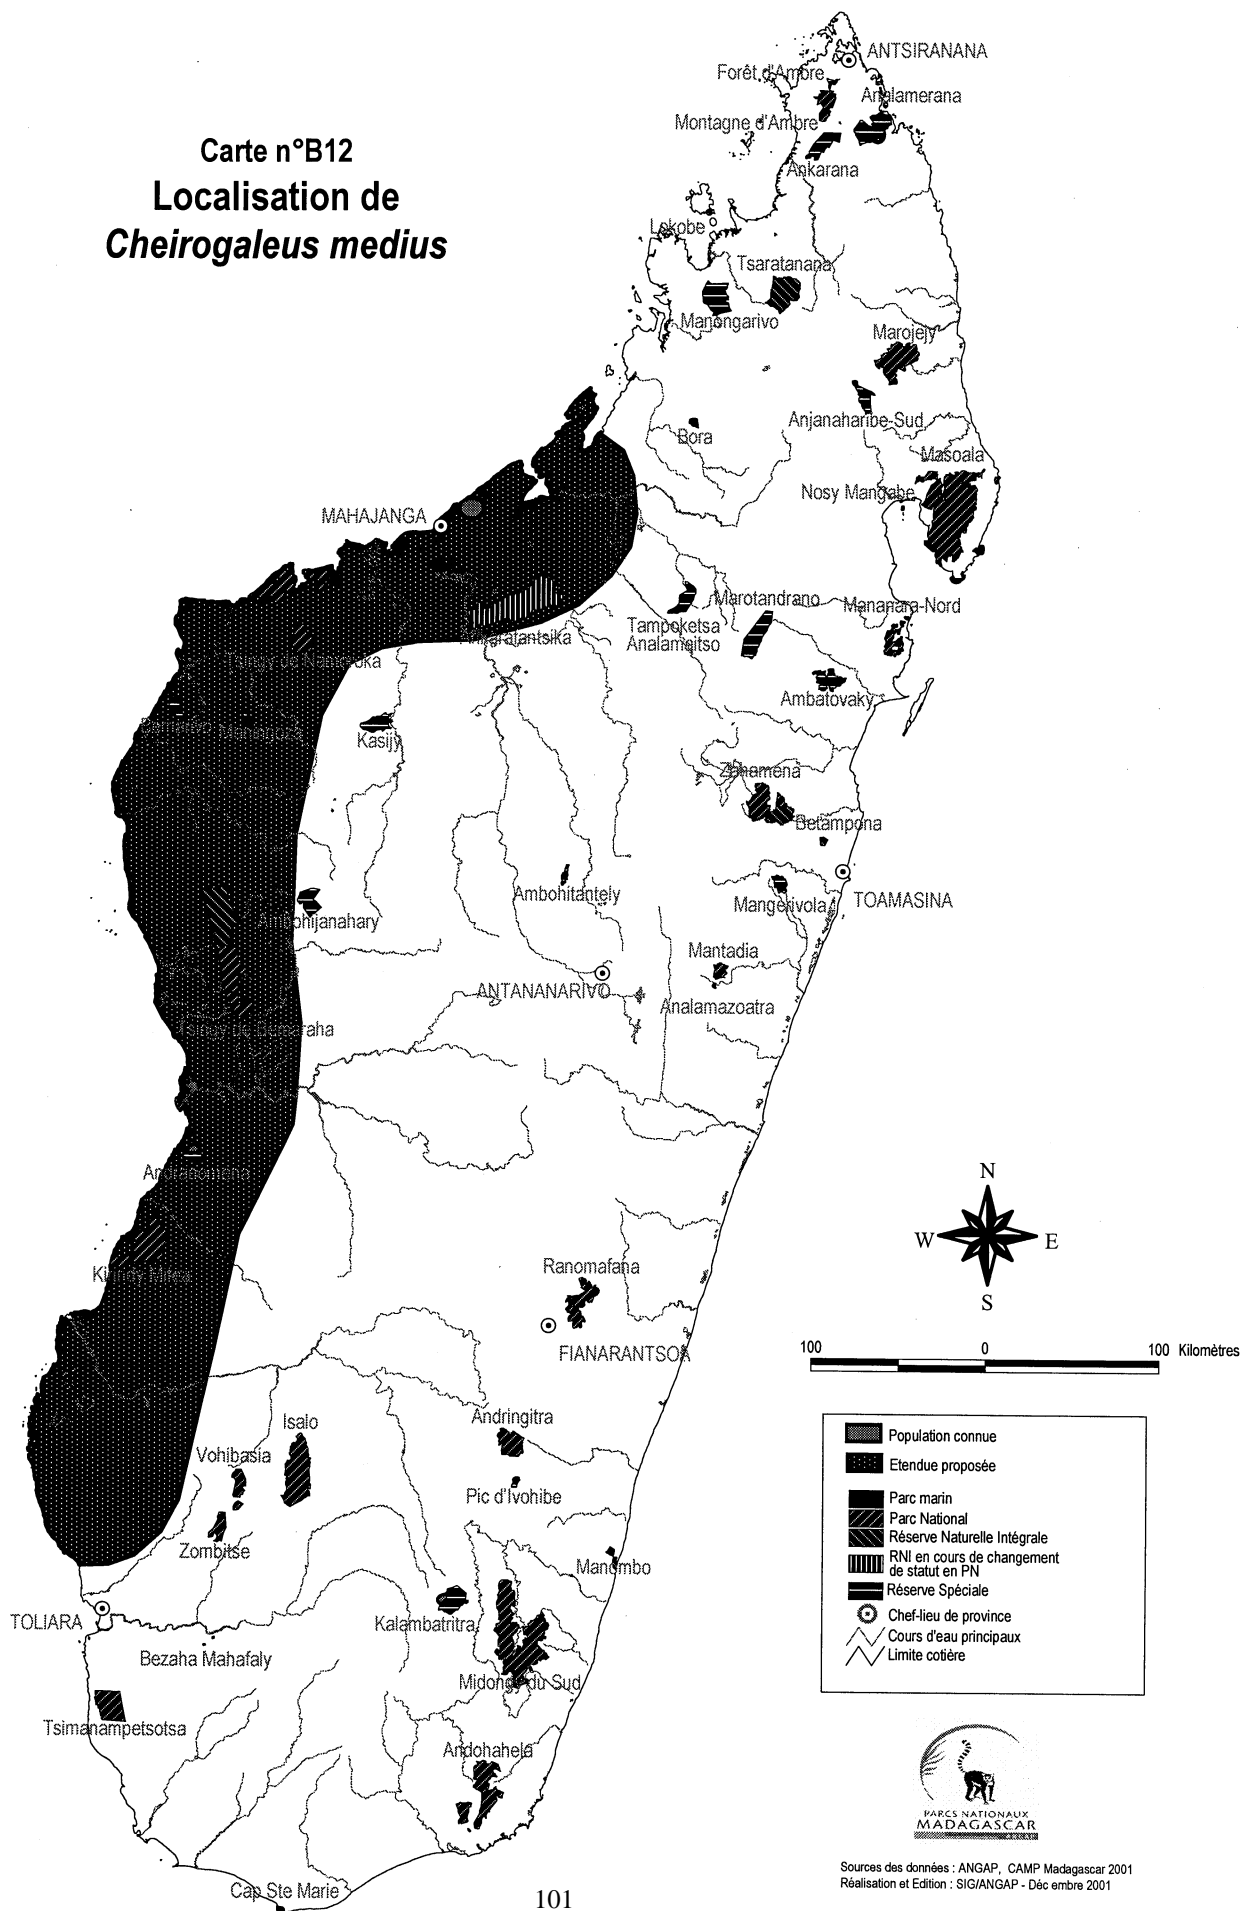 Carte n°B12
Localisation de
Cheirogaleus medius
ANTSIRANANA
Forêt d'Ambre
Analamerana
Montagne d'Ambre
Ankarana
Lokobe
Tsaratanana
Manongarivo
Marojejy
Anjanaharibe-Sud
Bora
Masoala
Nosy Mangabe
MAHAJANGA
Marotandrano
Mananara-Nord
Tampoketsa
Analamaitso
Ankarafantsika
Tsingy de Namoroka
Ambatovaky
Kasijy
Zahamena
Betampona
Ambohitantely
Mangerivola
TOAMASINA
Ambohijanahary
Mantadia
ANTANANARIVO
Analamazoatra
Tsingy de Bemaraha
Andranomena
N
W
E
S
Ranomafana
Kirindy Mitea
FIANARANTSOA
100
0
100 Kilomètres
Isalo
Andringitra
Vohibasia
Pic d'Ivohibe
Zombitse
Manombo
TOLIARA
Kalambatritra
Bezaha Mahafaly
Midongy du Sud
Tsimanampetsotsa
Andohahela
Cap Ste Marie
Population connue
Etendue proposée
Parc marin
Parc National
Réserve Naturelle Intégrale
RNI en cours de changement
de statut en PN
Réserve Spéciale
Chef-lieu de province
Cours d'eau principaux
Limite cotière
PARCS NATIONAUX
MADAGASCAR
ANGAP
Sources des données : ANGAP, CAMP Madagascar 2001
Réalisation et Edition : SIG/ANGAP - Déc embre 2001
101